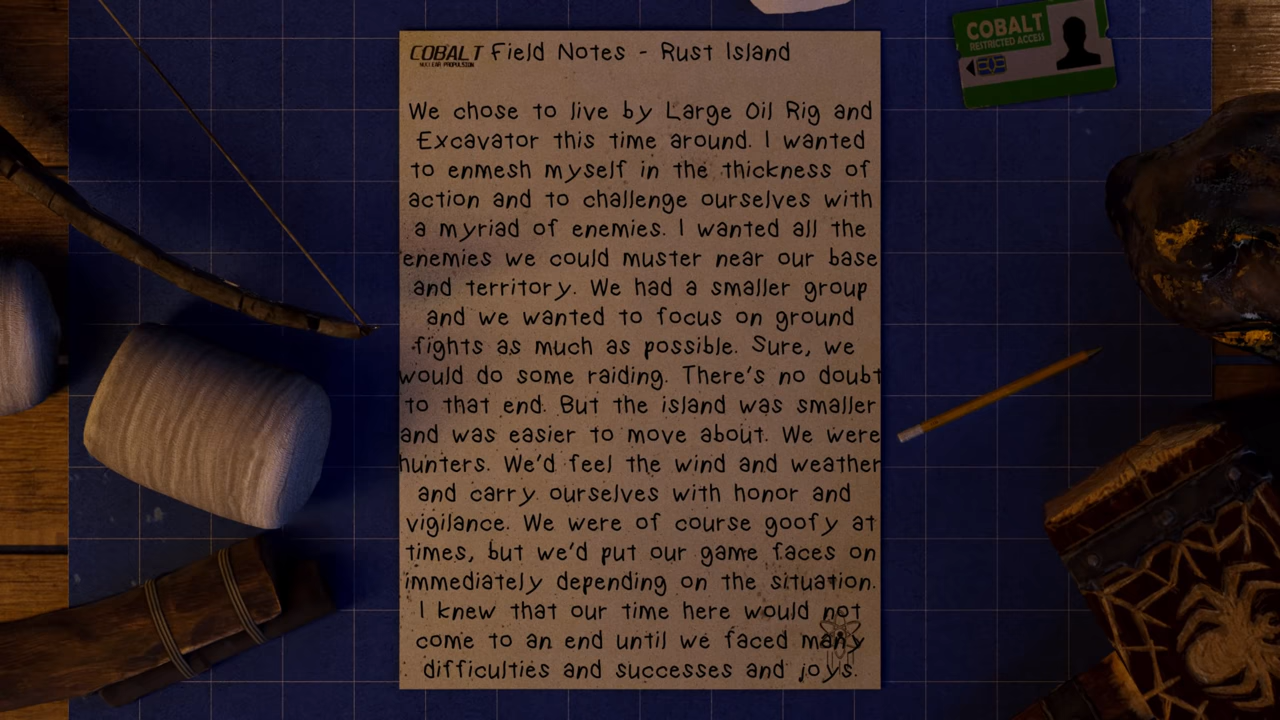 COBALT Field Notes - Rust Island
NUCLEAR PROPULSION
We chose to live by Large Oil Rig and
Excavator this time around. I wanted
to enmesh myself in the thickness of
action and to challenge ourselves with
a myriad of enemies. I wanted all the
enemies we could muster near our base
and territory. We had a smaller group
and we wanted to focus on ground
fights as much as possible. Sure, we
would do some raiding. There's no doubt
to that end. But the island was smaller
and was easier to move about. We were
hunters. We'd feel the wind and weather
and carry ourselves with honor and
vigilance. We were of course goofy at
times, but we'd put our game faces on
immediately depending on the situation.
I knew that our time here would not
come to an end until we faced many
difficulties and successes and joys.
COBALT
RESTRICTED ACCESS